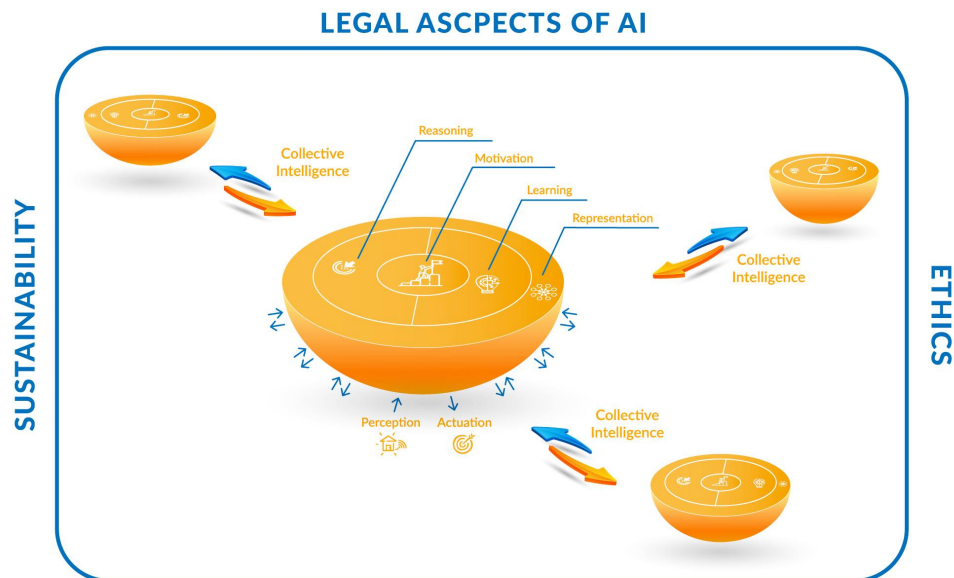 LEGAL ASCPECTS OF AI
SUSTAINABILITY
ETHICS
Collective
Intelligence
Reasoning
Motivation
Learning
Representation
Collective
Intelligence
Perception
Actuation
Collective
Intelligence